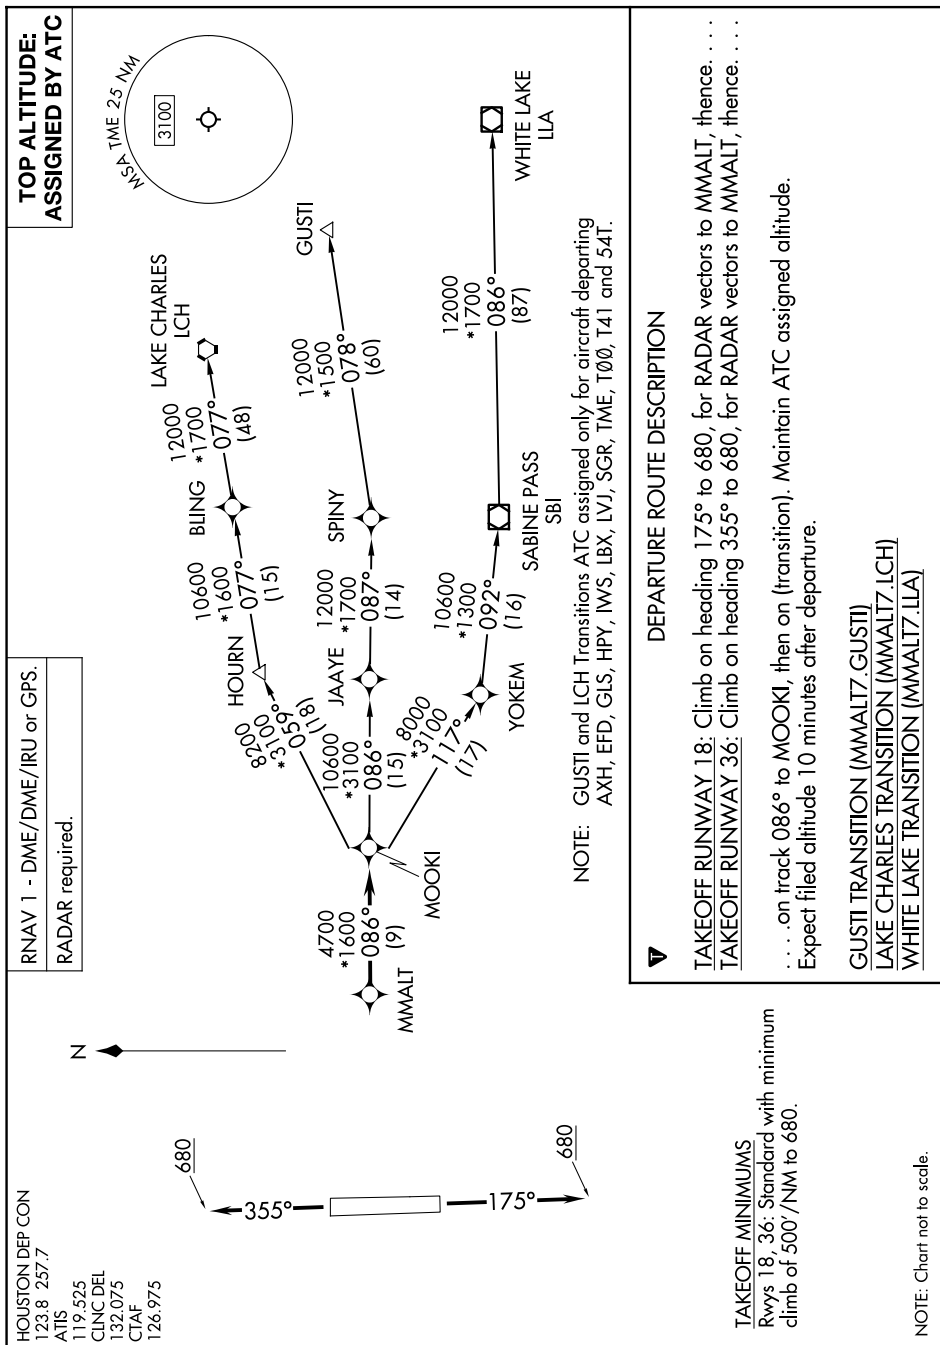 TOP ALTITUDE:
ASSIGNED BY ATC
RNAV 1 - DME/DME/IRU or GPS.
RADAR required.
HOUSTON DEP CON
123.8 257.7
ATIS
119.525
CLNC DEL
132.075
CTAF
126.975
MSA TME 25 NM
3100
N
680
355°
175°
680
MMALT
4700
*1600
086°
(9)
MOOKI
8200
*3100
059°
(18)
HOURN
10600
*1600
077°
(15)
BLING
12000
*1700
077°
(48)
LAKE CHARLES
LCH
10600
*3100
086°
(15)
JAAYE
12000
*1700
087°
(14)
SPINY
12000
*1500
078°
(60)
GUSTI
8000
*3100
117°
(17)
YOKEM
10600
*1300
092°
(16)
SABINE PASS
SBI
12000
*1700
086°
(87)
WHITE LAKE
LLA
NOTE: GUSTI and LCH Transitions ATC assigned only for aircraft departing
AXH, EFD, GLS, HPY, IWS, LBX, LVJ, SGR, TME, TØØ, T41 and 54T.
TAKEOFF MINIMUMS
Rwys 18, 36: Standard with minimum
climb of 500'/NM to 680.
NOTE: Chart not to scale.
T
DEPARTURE ROUTE DESCRIPTION
TAKEOFF RUNWAY 18: Climb on heading 175° to 680, for RADAR vectors to MMALT, thence. . . .
TAKEOFF RUNWAY 36: Climb on heading 355° to 680, for RADAR vectors to MMALT, thence. . . .
. . . .on track 086° to MOOKI, then on (transition). Maintain ATC assigned altitude.
Expect filed altitude 10 minutes after departure.
GUSTI TRANSITION (MMALT7.GUSTI)
LAKE CHARLES TRANSITION (MMALT7.LCH)
WHITE LAKE TRANSITION (MMALT7.LLA)